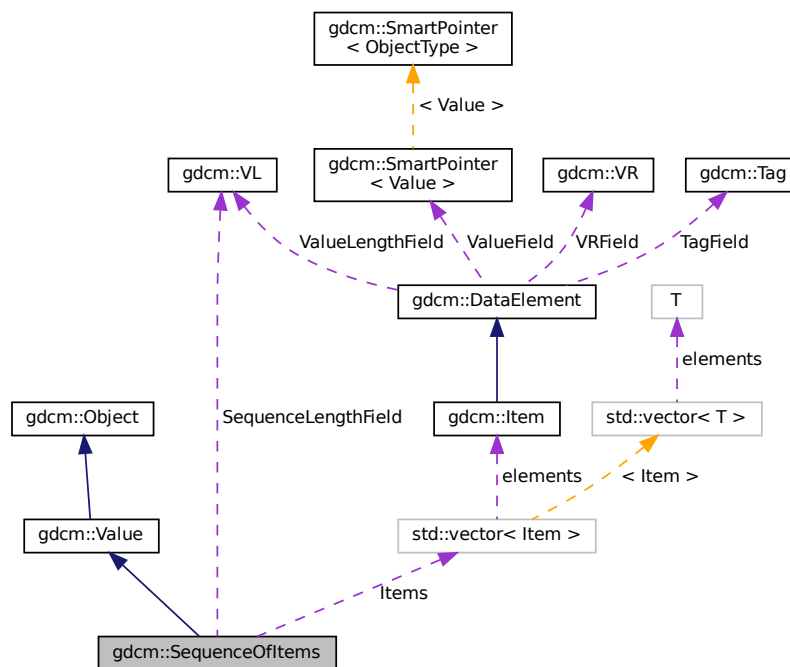 gdcm::SmartPointer
< ObjectType >
< Value >
gdcm::VL
gdcm::SmartPointer
< Value >
gdcm::VR
gdcm::Tag
ValueLengthField
ValueField
VRField
TagField
gdcm::DataElement
T
elements
gdcm::Object
SequenceLengthField
gdcm::Item
std::vector< T >
elements
< Item >
gdcm::Value
std::vector< Item >
Items
gdcm::SequenceOfItems